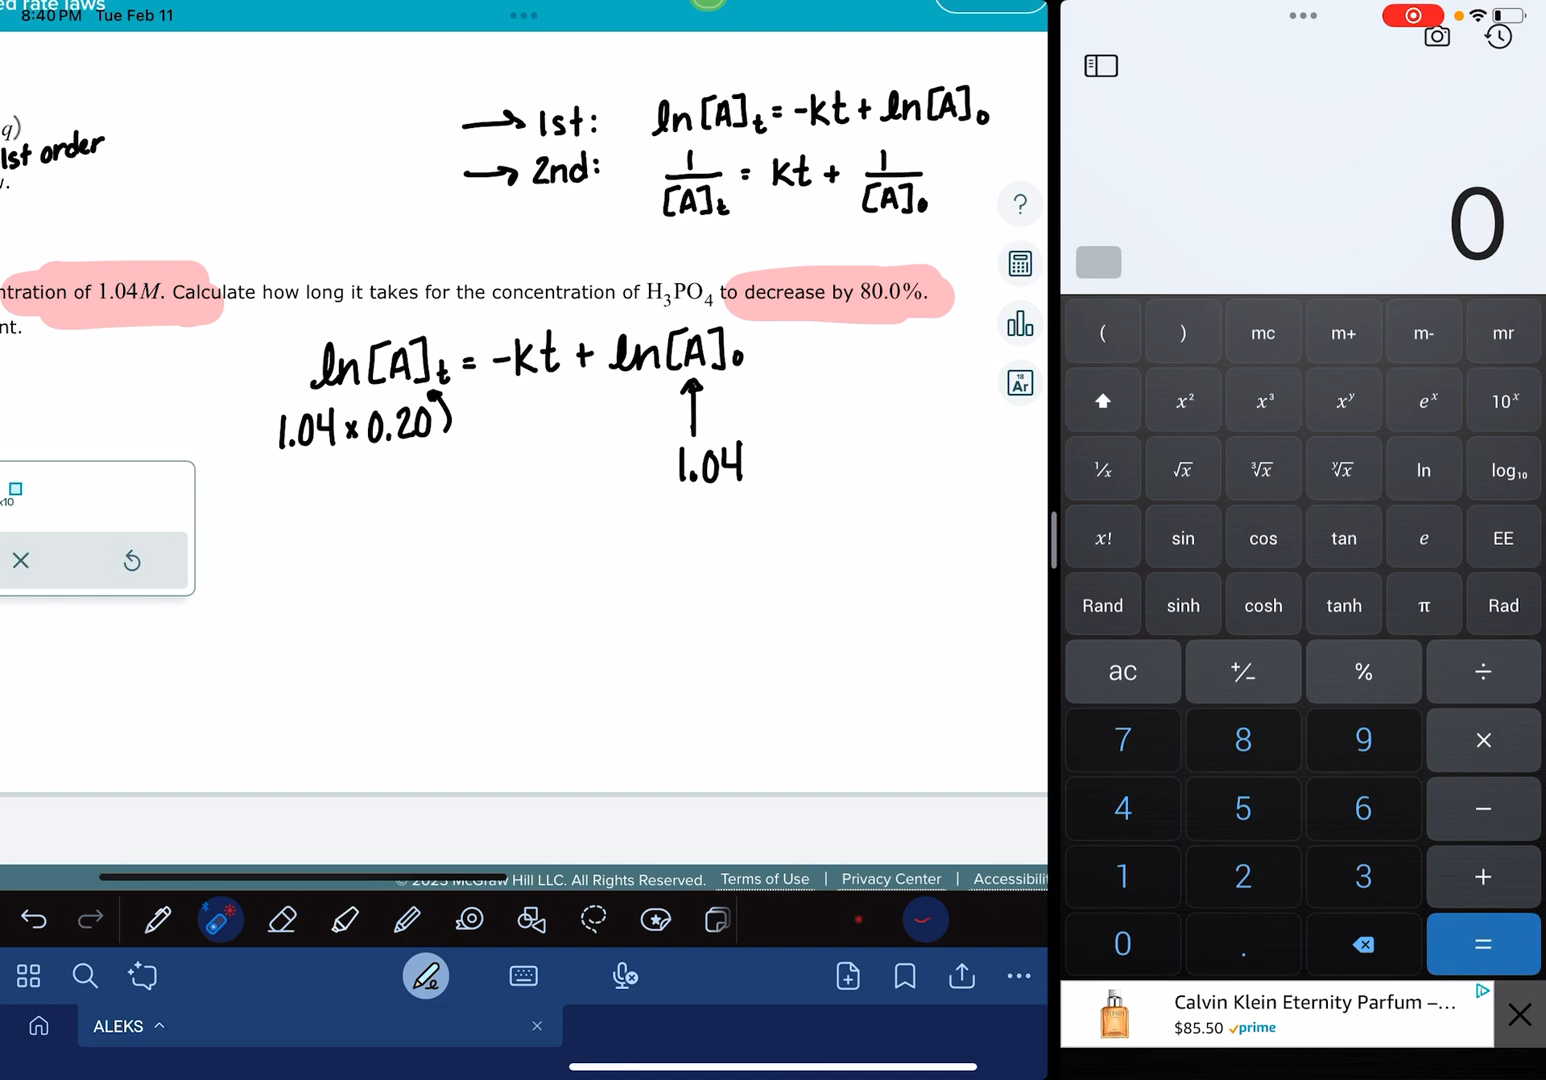 ed rate laws
8:40 PM Tue Feb 11
q)
1st order
→ 1st: ln[A]t = -kt + ln[A]0
→ 2nd: 1/[A]t = kt + 1/[A]0
?
ntration of 1.04M. Calculate how long it takes for the concentration of H3PO4 to decrease by 80.0%.
nt.
18
Ar
ln[A]t = -kt + ln[A]0
1.04 × 0.20
1.04
x10
© 2025 McGraw Hill LLC. All Rights Reserved. Terms of Use | Privacy Center | Accessibili
ALEKS
0
( ) mc m+ m- mr
x² x³ xʸ eˣ 10ˣ
1/x √x ∛x ʸ√x ln log₁₀
x! sin cos tan e EE
Rand sinh cosh tanh π Rad
ac +/− % ÷
7 8 9 ×
4 5 6 −
1 2 3 +
0 . =
Calvin Klein Eternity Parfum –...
$85.50 prime